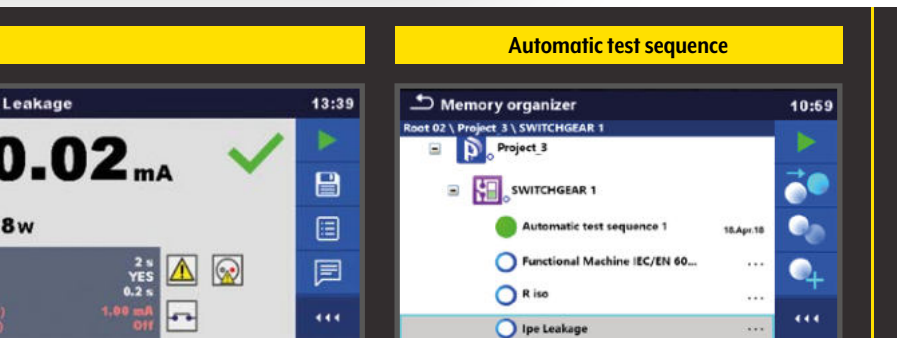 Automatic test sequence
Leakage 13:39
0.02 mA
8w
2 s
YES
0.2 s
1.00 mA
Off
Memory organizer 10:59
Root 02 \ Project_3 \ SWITCHGEAR 1
Project_3
SWITCHGEAR 1
Automatic test sequence 1 18.Apr.18
Functional Machine IEC/EN 60... ...
R iso ...
Ipe Leakage ...